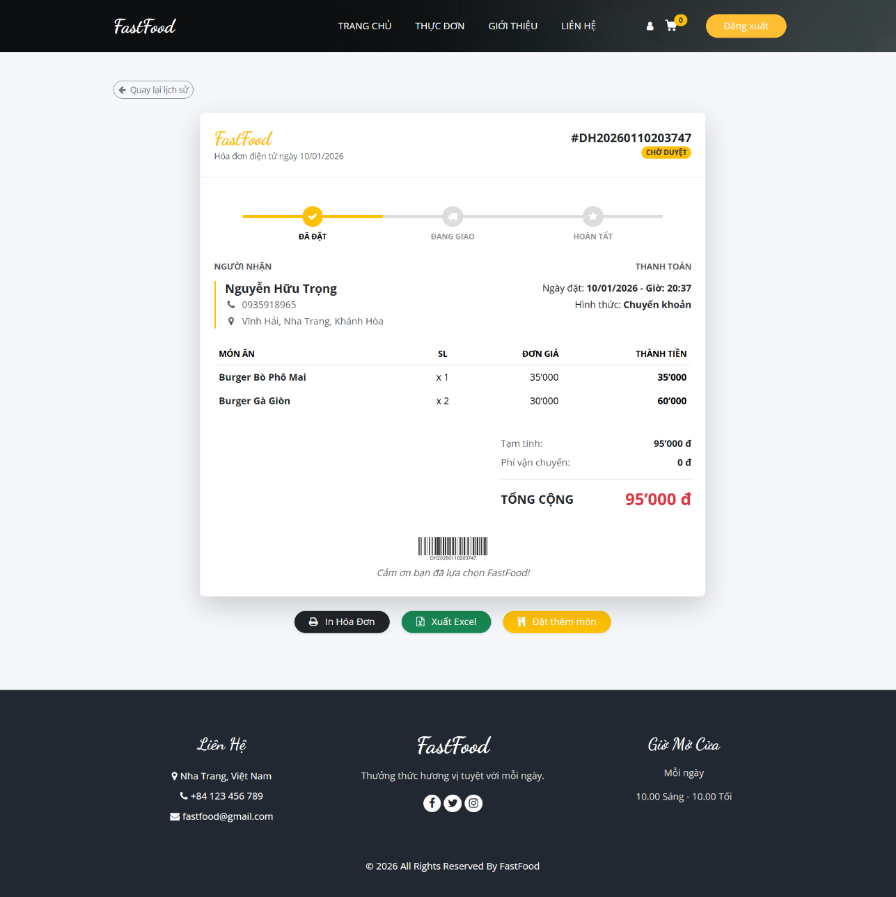 FastFood
TRANG CHỦ THỰC ĐƠN GIỚI THIỆU LIÊN HỆ 0 Đăng xuất
Quay lại lịch sử
FastFood #DH20260110203747
Hóa đơn điện tử ngày 10/01/2026 CHỜ DUYỆT
ĐÃ ĐẶT ĐANG GIAO HOÀN TẤT
NGƯỜI NHẬN THANH TOÁN
Nguyễn Hữu Trọng Ngày đặt: 10/01/2026 - Giờ: 20:37
0935918965 Hình thức: Chuyển khoản
Vĩnh Hải, Nha Trang, Khánh Hòa
MÓN ĂN SL ĐƠN GIÁ THÀNH TIỀN
Burger Bò Phô Mai x 1 35'000 35'000
Burger Gà Giòn x 2 30'000 60'000
Tạm tính: 95'000 đ
Phí vận chuyển: 0 đ
TỔNG CỘNG 95'000 đ
DH20260110203747
Cảm ơn bạn đã lựa chọn FastFood!
In Hóa Đơn Xuất Excel Đặt thêm món
Liên Hệ FastFood Giờ Mở Cửa
Nha Trang, Việt Nam Thưởng thức hương vị tuyệt vời mỗi ngày. Mỗi ngày
+84 123 456 789 10.00 Sáng - 10.00 Tối
fastfood@gmail.com
© 2026 All Rights Reserved By FastFood